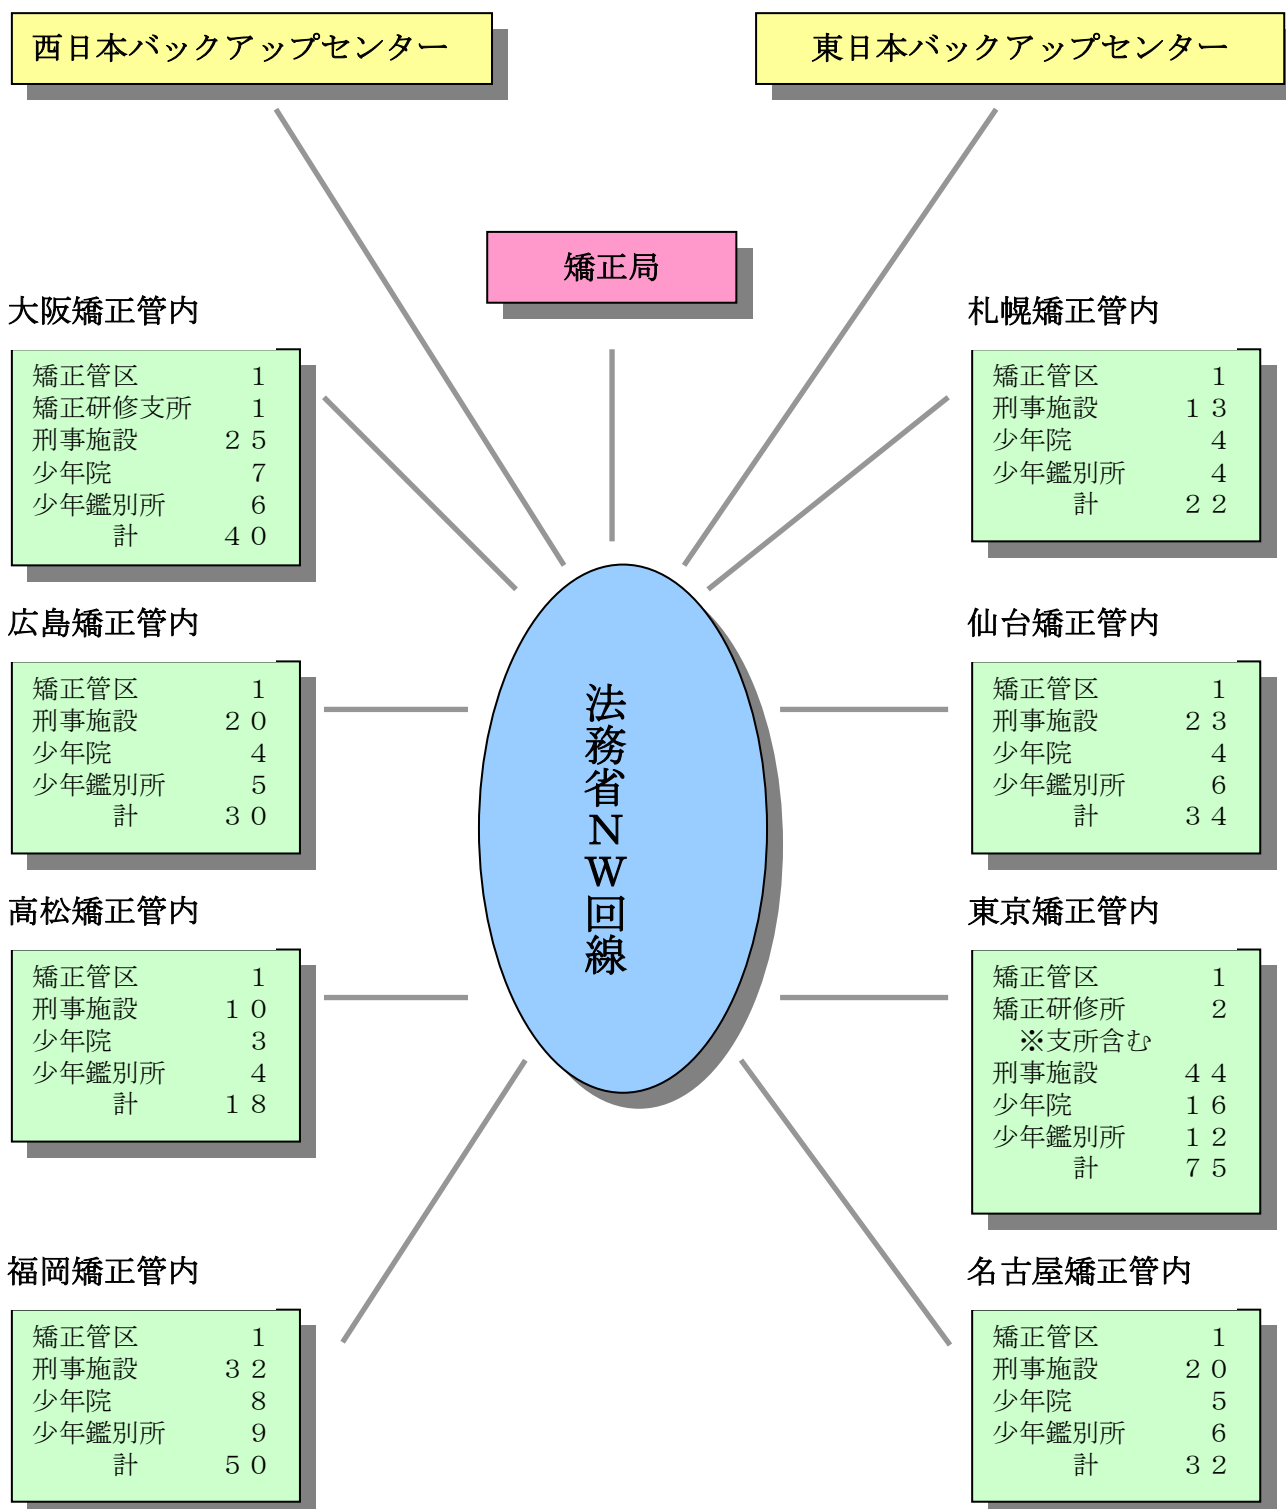 西日本バックアップセンター
東日本バックアップセンター
矯正局
大阪矯正管内
矯正管区 1
矯正研修支所 1
刑事施設 25
少年院 7
少年鑑別所 6
計 40
広島矯正管内
矯正管区 1
刑事施設 20
少年院 4
少年鑑別所 5
計 30
高松矯正管内
矯正管区 1
刑事施設 10
少年院 3
少年鑑別所 4
計 18
福岡矯正管内
矯正管区 1
刑事施設 32
少年院 8
少年鑑別所 9
計 50
法務省NW回線
札幌矯正管内
矯正管区 1
刑事施設 13
少年院 4
少年鑑別所 4
計 22
仙台矯正管内
矯正管区 1
刑事施設 23
少年院 4
少年鑑別所 6
計 34
東京矯正管内
矯正管区 1
矯正研修所 2
※支所含む
刑事施設 44
少年院 16
少年鑑別所 12
計 75
名古屋矯正管内
矯正管区 1
刑事施設 20
少年院 5
少年鑑別所 6
計 32